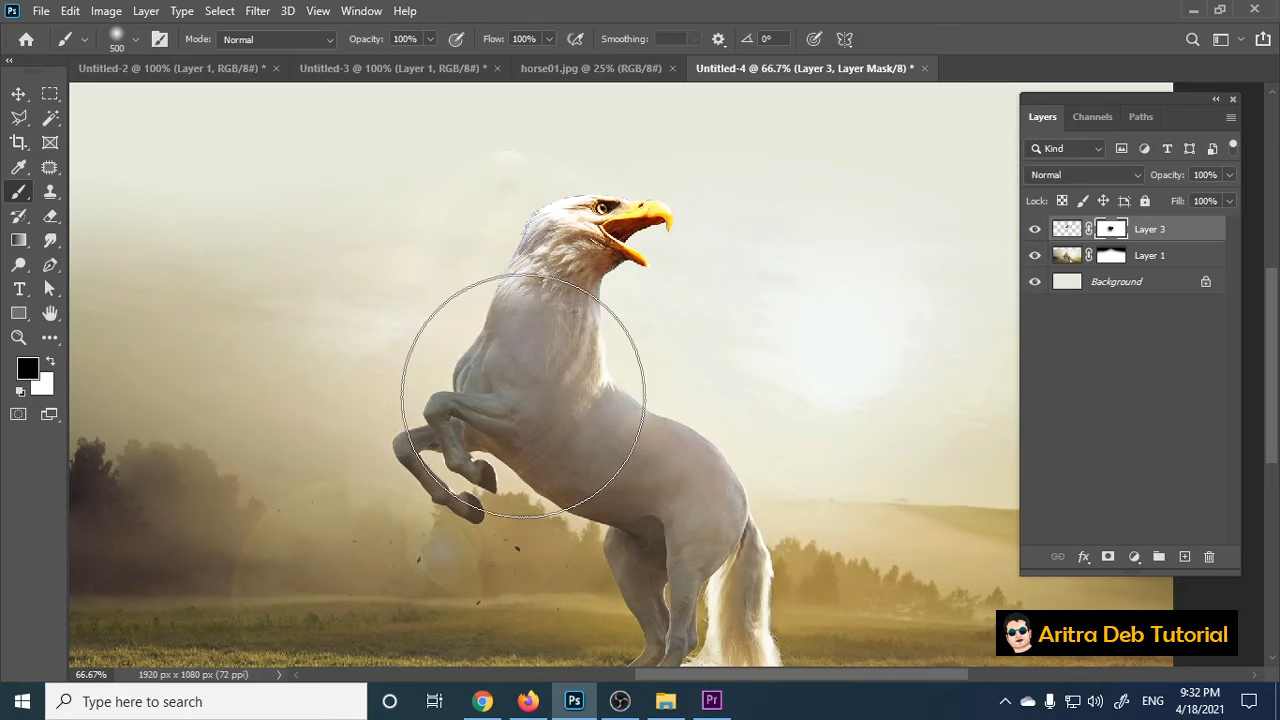 Ps File Edit Image Layer Type Select Filter 3D View Window Help
500 Mode: Normal Opacity: 100% Flow: 100% Smoothing: 0°
Untitled-2 @ 100% (Layer 1, RGB/8#) * × Untitled-3 @ 100% (Layer 1, RGB/8#) * × horse01.jpg @ 25% (RGB/8#) × Untitled-4 @ 66.7% (Layer 3, Layer Mask/8) * ×
Layers Channels Paths
Kind
Normal Opacity: 100%
Lock: Fill: 100%
Layer 3
Layer 1
Background
fx
Aritra Deb Tutorial
66.67% 1920 px x 1080 px (72 ppi)
Type here to search
Ps
Pr
ENG
9:32 PM
4/18/2021